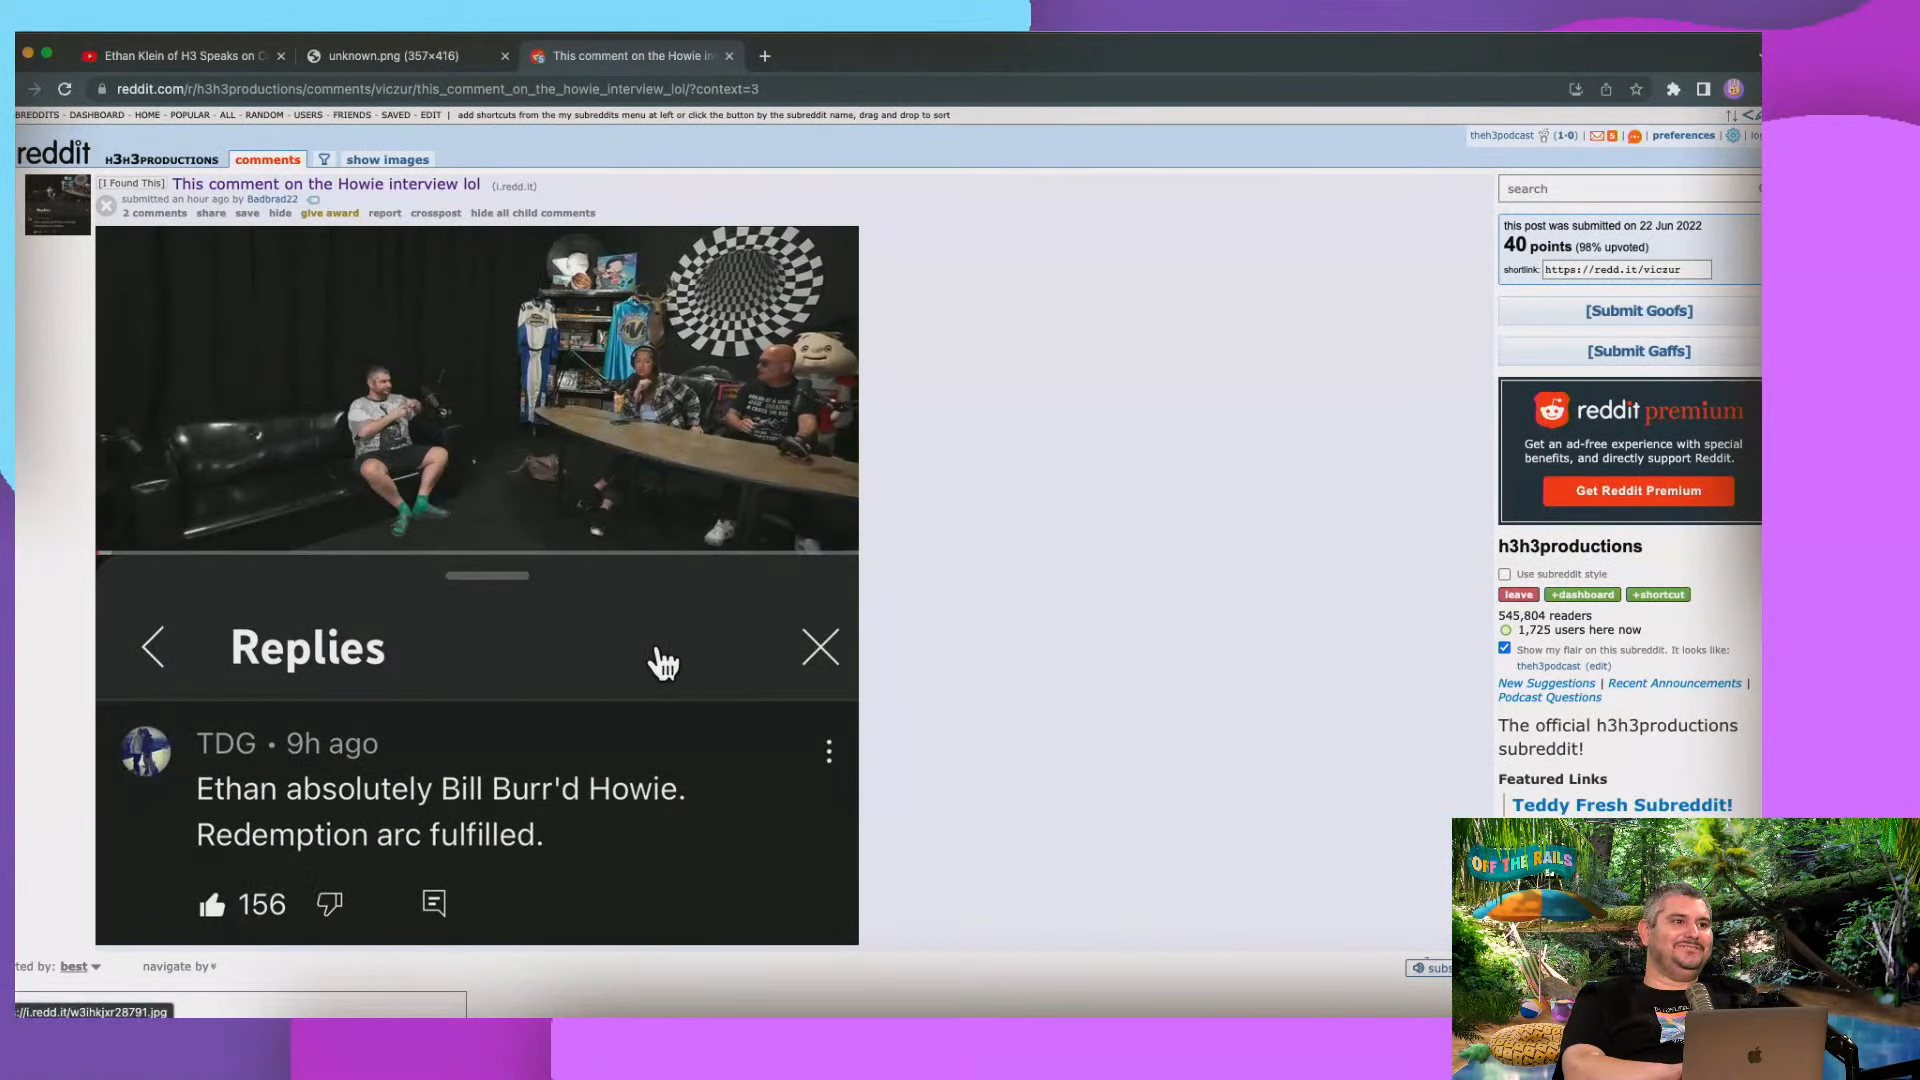 Ethan Klein of H3 Speaks on C
unknown.png (357×416)
This comment on the Howie in
reddit.com/r/h3h3productions/comments/viczur/this_comment_on_the_howie_interview_lol/?context=3
BREDDITS - DASHBOARD - HOME - POPULAR - ALL - RANDOM - USERS - FRIENDS - SAVED - EDIT | add shortcuts from the my subreddits menu at left or click the button by the subreddit name, drag and drop to sort
theh3podcast (1·0) 5 | preferences
reddit H3H3PRODUCTIONS comments show images
[I Found This] This comment on the Howie interview lol (i.redd.it)
submitted an hour ago by Badbrad22
2 comments share save hide give award report crosspost hide all child comments
search
this post was submitted on 22 Jun 2022
40 points (98% upvoted)
shortlink: https://redd.it/viczur
[Submit Goofs]
[Submit Gaffs]
reddit premium
Get an ad-free experience with special
benefits, and directly support Reddit.
Get Reddit Premium
h3h3productions
Use subreddit style
leave +dashboard +shortcut
545,804 readers
1,725 users here now
Show my flair on this subreddit. It looks like:
theh3podcast (edit)
New Suggestions | Recent Announcements |
Podcast Questions
The official h3h3productions
subreddit!
Featured Links
Teddy Fresh Subreddit!
Replies
TDG • 9h ago
Ethan absolutely Bill Burr'd Howie.
Redemption arc fulfilled.
156
ted by: best navigate by
subs
://i.redd.it/w3ihkjxr28791.jpg
OFF THE RAILS